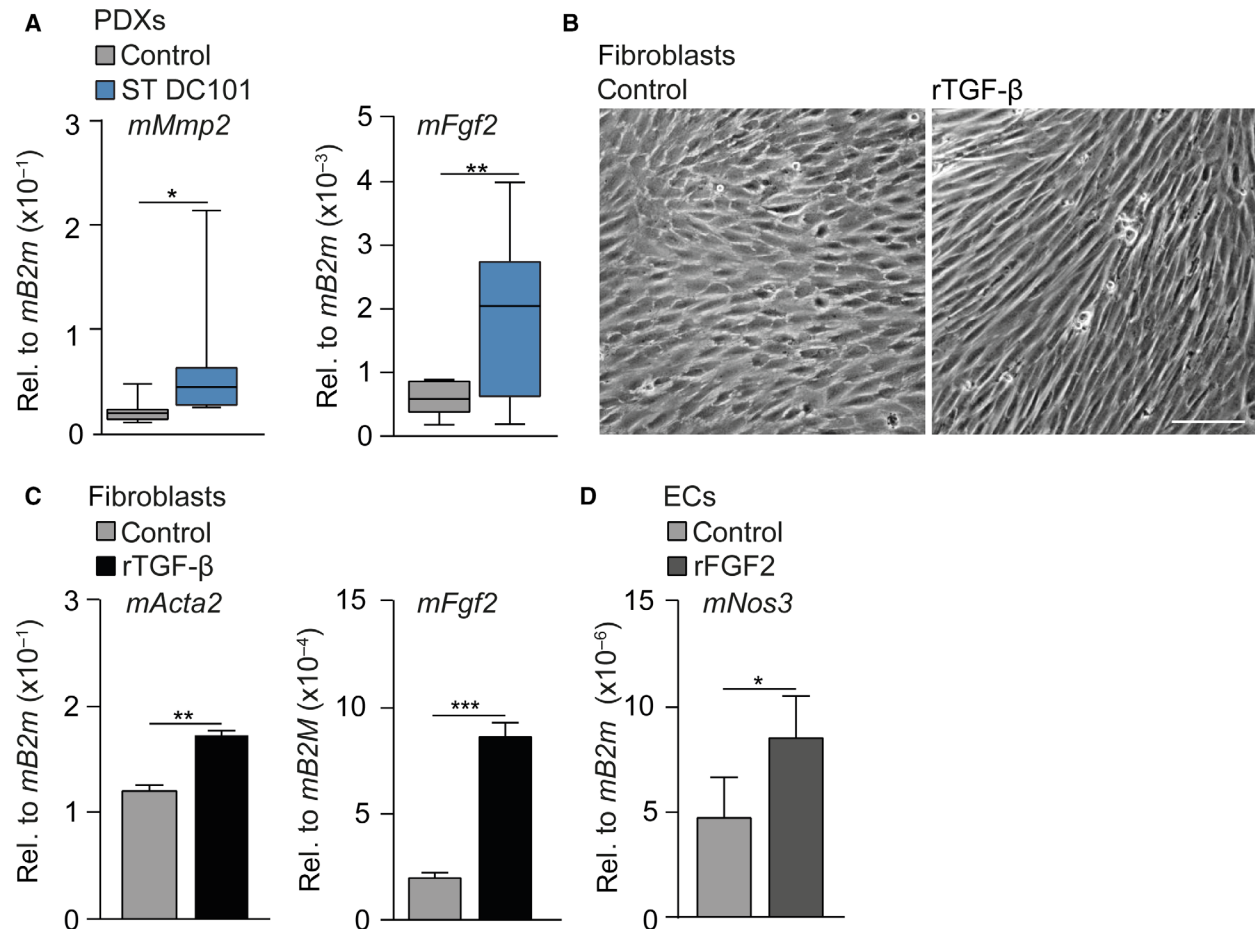 A
PDXs
Control
ST DC101
mMmp2
Rel. to mB2m (x10⁻¹)
3
2
1
0
*
mFgf2
Rel. to mB2m (x10⁻³)
5
4
3
2
1
0
**
B
Fibroblasts
Control
rTGF-β
C
Fibroblasts
Control
rTGF-β
mActa2
Rel. to mB2m (x10⁻¹)
3
2
1
0
**
mFgf2
Rel. to mB2M (x10⁻⁴)
15
10
5
0
***
D
ECs
Control
rFGF2
mNos3
Rel. to mB2m (x10⁻⁶)
15
10
5
0
*